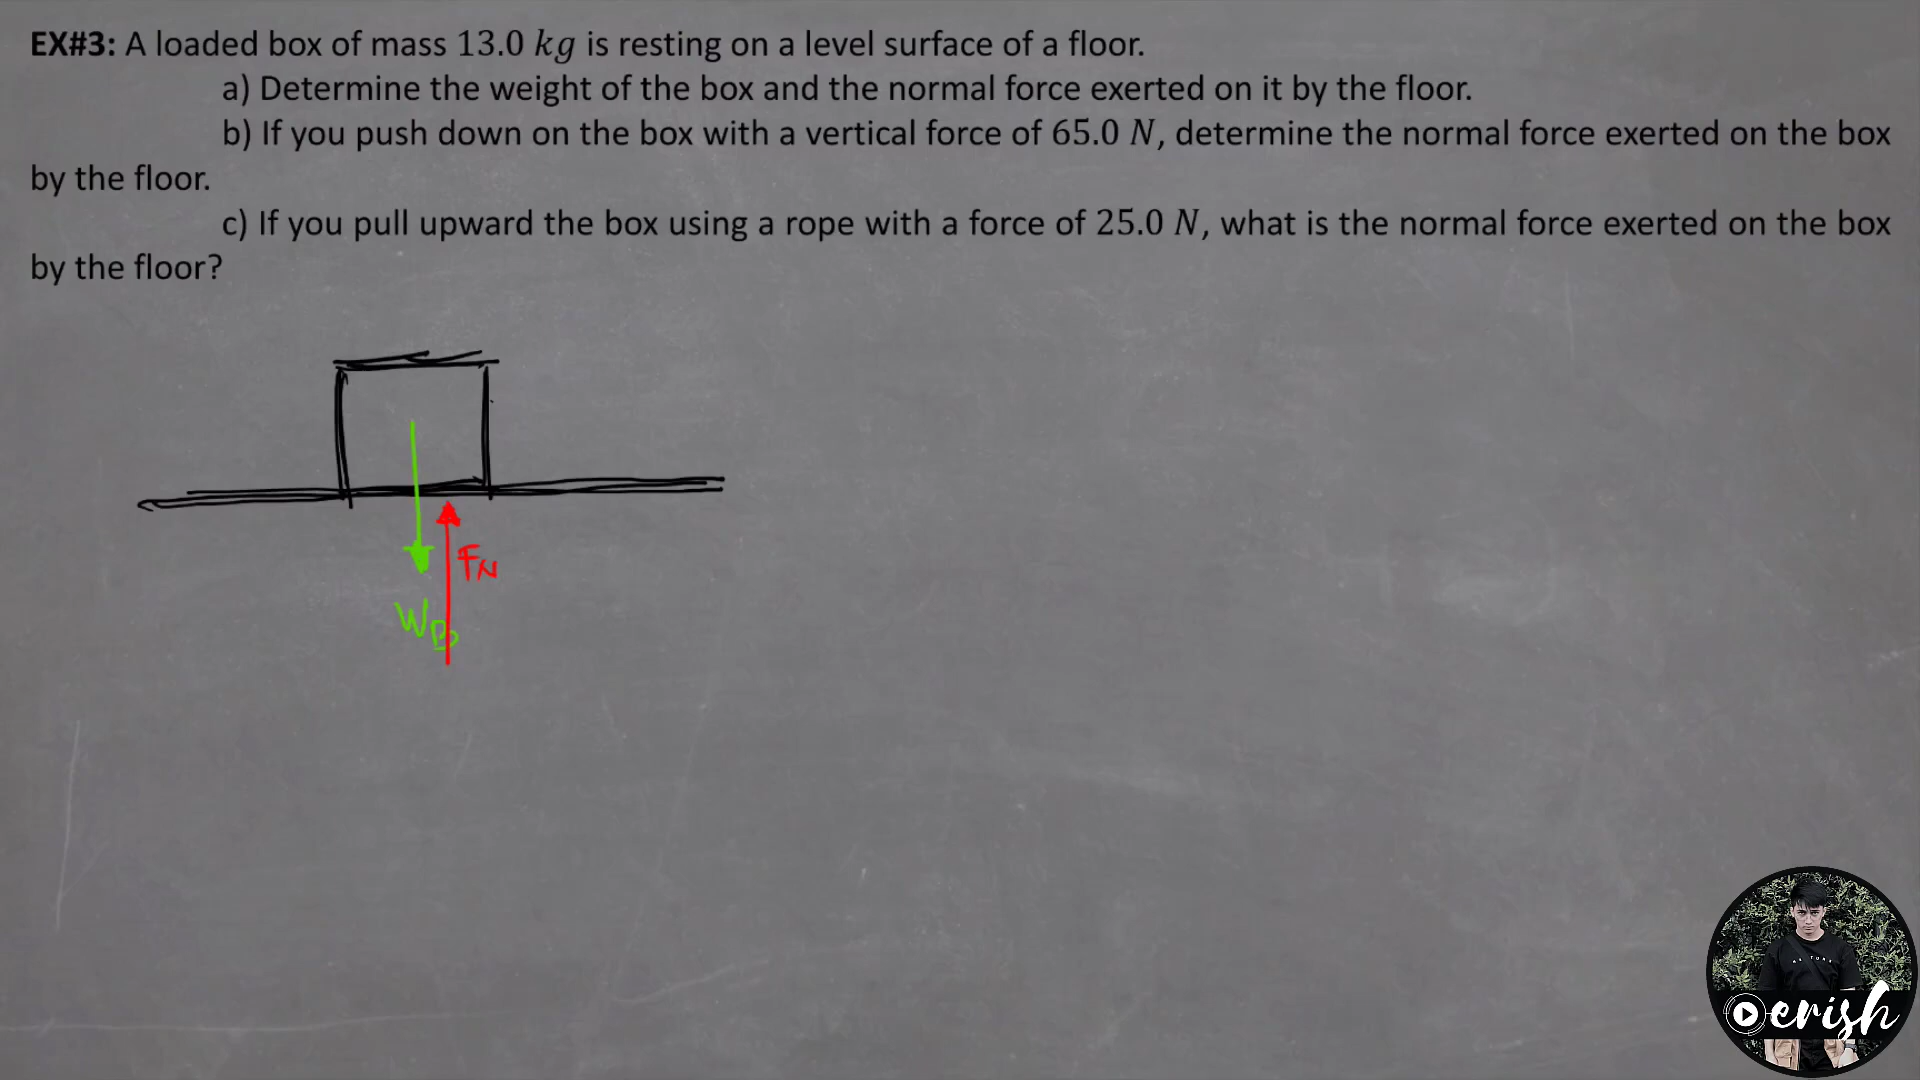 EX#3: A loaded box of mass 13.0 kg is resting on a level surface of a floor.
a) Determine the weight of the box and the normal force exerted on it by the floor.
b) If you push down on the box with a vertical force of 65.0 N, determine the normal force exerted on the box
by the floor.
c) If you pull upward the box using a rope with a force of 25.0 N, what is the normal force exerted on the box
by the floor?
FN
WB
erish